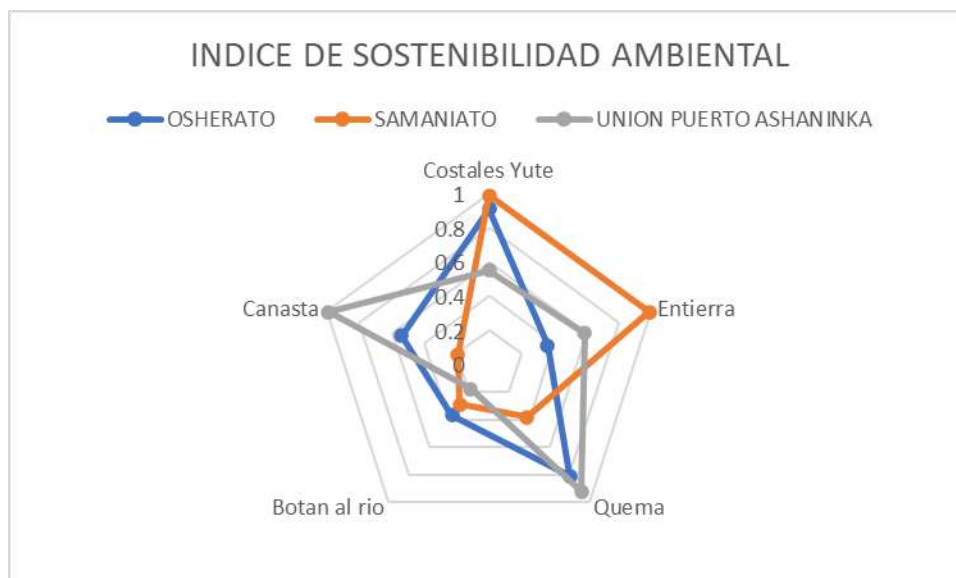 INDICE DE SOSTENIBILIDAD AMBIENTAL
OSHERATO SAMANIATO UNION PUERTO ASHANINKA
Costales Yute
1
0.8
0.6
0.4
0.2
0
Canasta
Entierra
Botan al rio
Quema